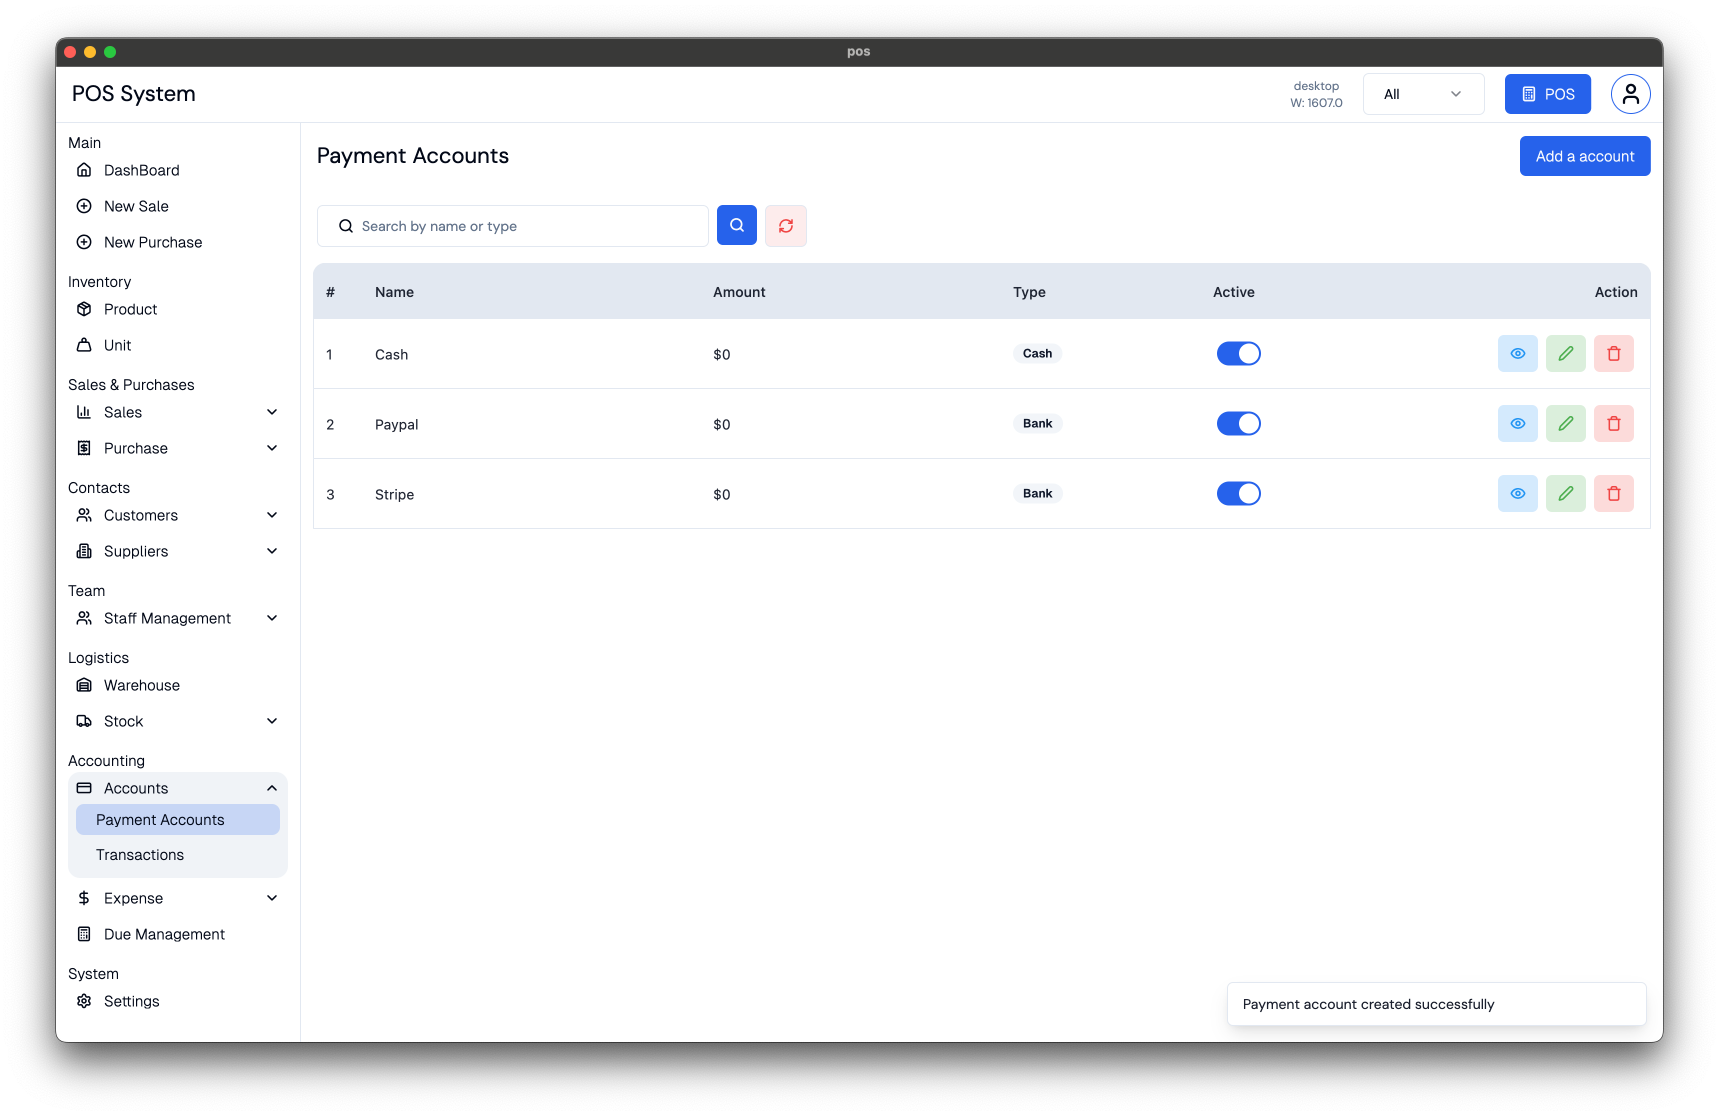 pos
POS System
desktop
W: 1607.0
All
POS
Main
DashBoard
New Sale
New Purchase
Inventory
Product
Unit
Sales & Purchases
Sales
Purchase
Contacts
Customers
Suppliers
Team
Staff Management
Logistics
Warehouse
Stock
Accounting
Accounts
Payment Accounts
Transactions
Expense
Due Management
System
Settings
Payment Accounts
Add a account
Search by name or type
# Name Amount Type Active Action
1 Cash $0 Cash
2 Paypal $0 Bank
3 Stripe $0 Bank
Payment account created successfully